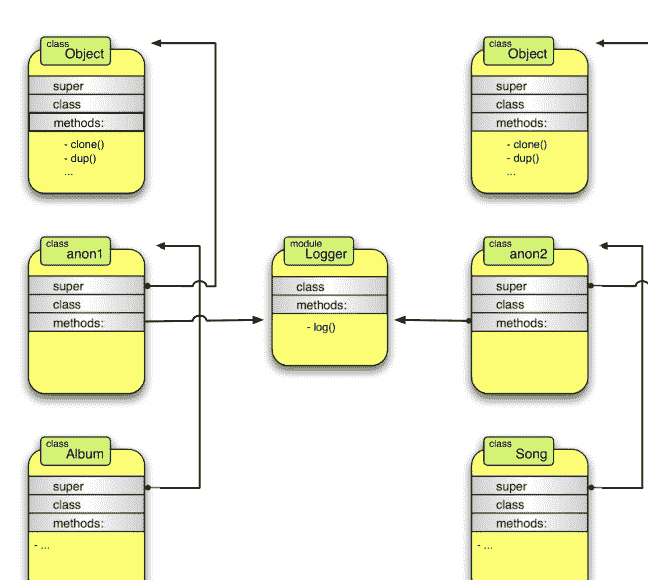 class
Object
super
class
methods:
- clone()
- dup()
...
class
Object
super
class
methods:
- clone()
- dup()
...
class
anon1
super
class
methods:
module
Logger
class
methods:
- log()
class
anon2
super
class
methods:
class
Album
super
class
methods:
- ...
class
Song
super
class
methods:
- ...